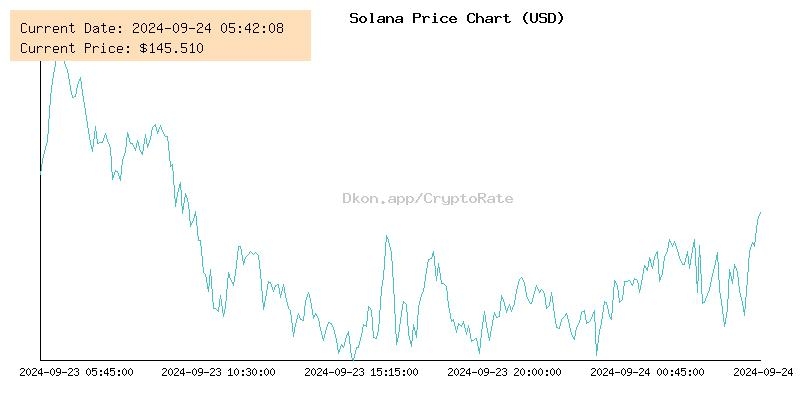 Solana Price Chart (USD)
Current Date: 2024-09-24 05:42:08
Current Price: $145.510
Dkon.app/CryptoRate
2024-09-23 05:45:00
2024-09-23 10:30:00
2024-09-23 15:15:00
2024-09-23 20:00:00
2024-09-24 00:45:00
2024-09-24